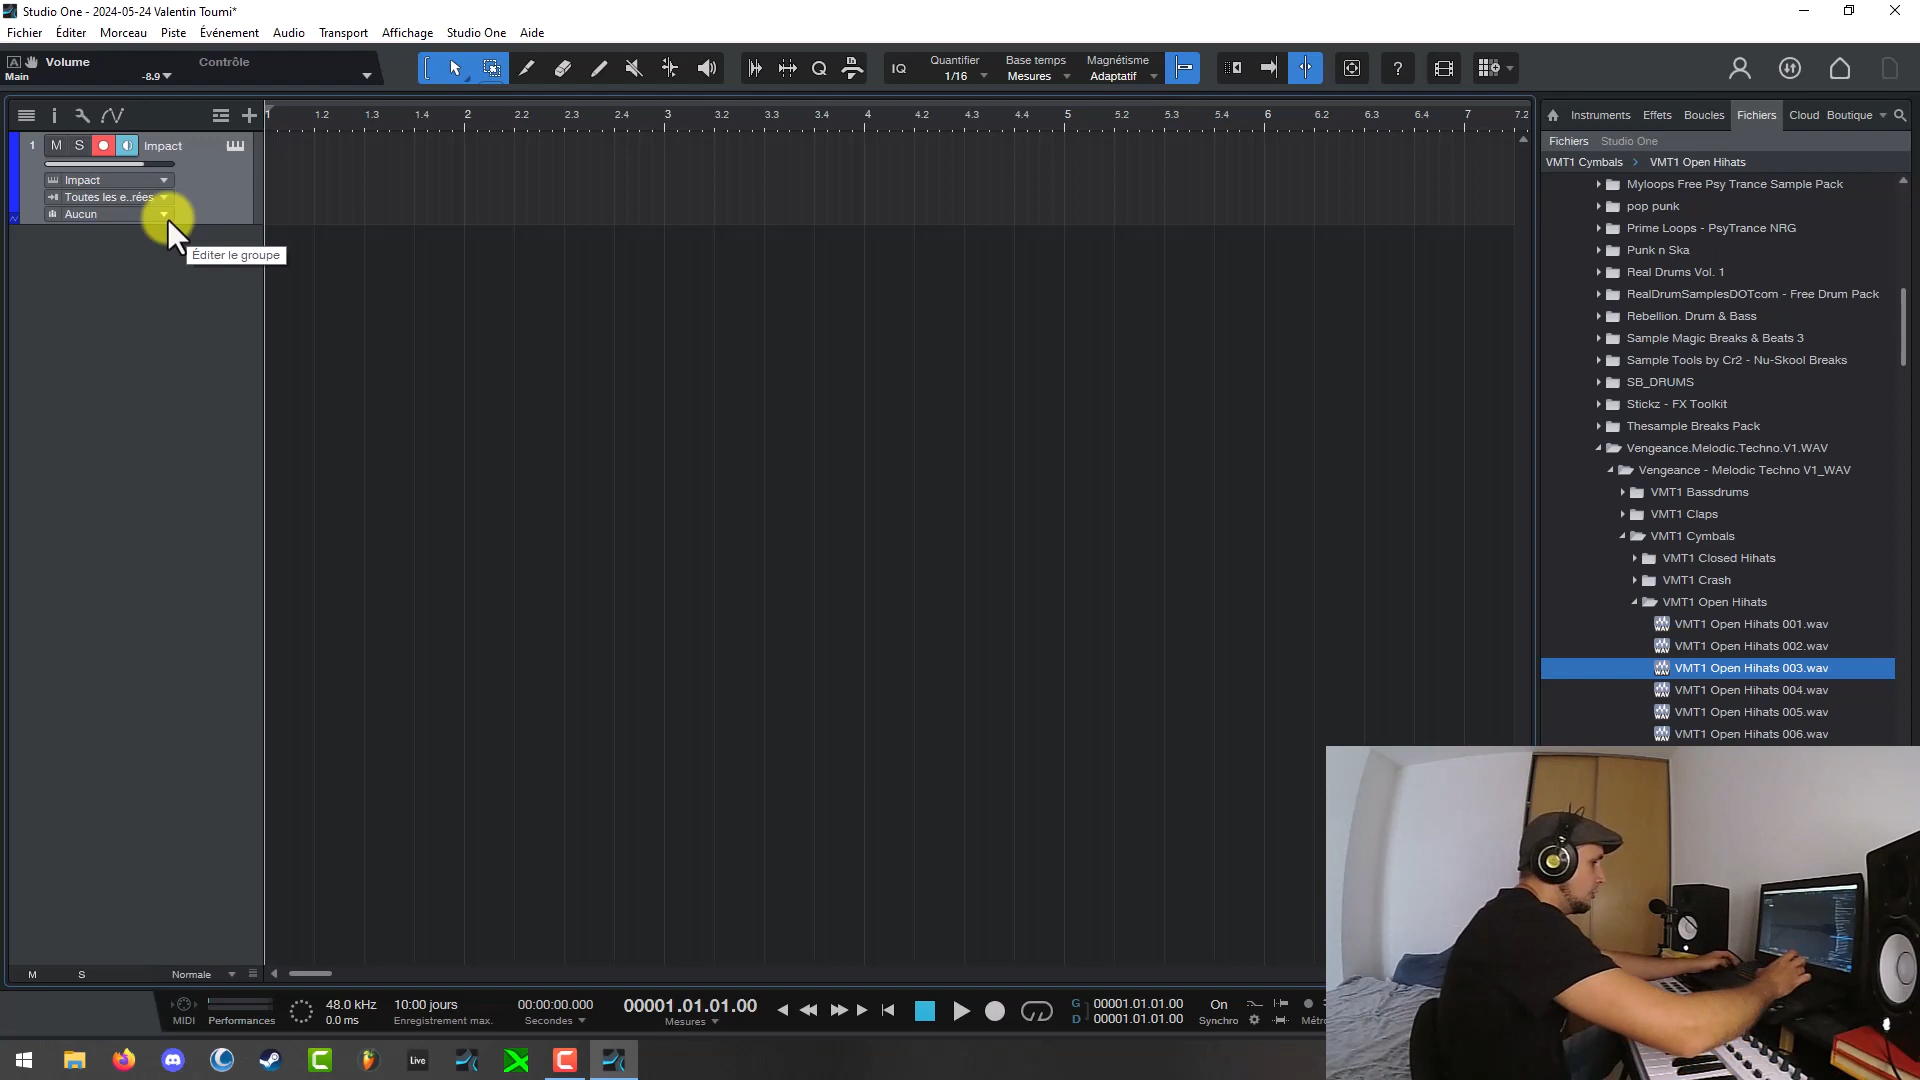 Studio One - 2024-05-24 Valentin Toumi*
Fichier Éditer Morceau Piste Événement Audio Transport Affichage Studio One Aide
A Volume Contrôle
Main -8.9
IQ Quantifier Base temps Magnétisme
1/16 Mesures Adaptatif
?
Instruments Effets Boucles Fichiers Cloud Boutique
1 1.2 1.3 1.4 2 2.2 2.3 2.4 3 3.2 3.3 3.4 4 4.2 4.3 4.4 5 5.2 5.3 5.4 6 6.2 6.3 6.4 7 7.2
1 M S Impact
Impact
Toutes les e..rées
Aucun
Éditer le groupe
Fichiers Studio One
VMT1 Cymbals > VMT1 Open Hihats
Myloops Free Psy Trance Sample Pack
pop punk
Prime Loops - PsyTrance NRG
Punk n Ska
Real Drums Vol. 1
RealDrumSamplesDOTcom - Free Drum Pack
Rebellion. Drum & Bass
Sample Magic Breaks & Beats 3
Sample Tools by Cr2 - Nu-Skool Breaks
SB_DRUMS
Stickz - FX Toolkit
Thesample Breaks Pack
Vengeance.Melodic.Techno.V1.WAV
Vengeance - Melodic Techno V1_WAV
VMT1 Bassdrums
VMT1 Claps
VMT1 Cymbals
VMT1 Closed Hihats
VMT1 Crash
VMT1 Open Hihats
VMT1 Open Hihats 001.wav
VMT1 Open Hihats 002.wav
VMT1 Open Hihats 003.wav
VMT1 Open Hihats 004.wav
VMT1 Open Hihats 005.wav
VMT1 Open Hihats 006.wav
M S Normale
MIDI Performances
48.0 kHz
0.0 ms
10:00 jours
Enregistrement max.
00:00:00.000
Secondes
00001.01.01.00
Mesures
G 00001.01.01.00
D 00001.01.01.00
On
Synchro
Live